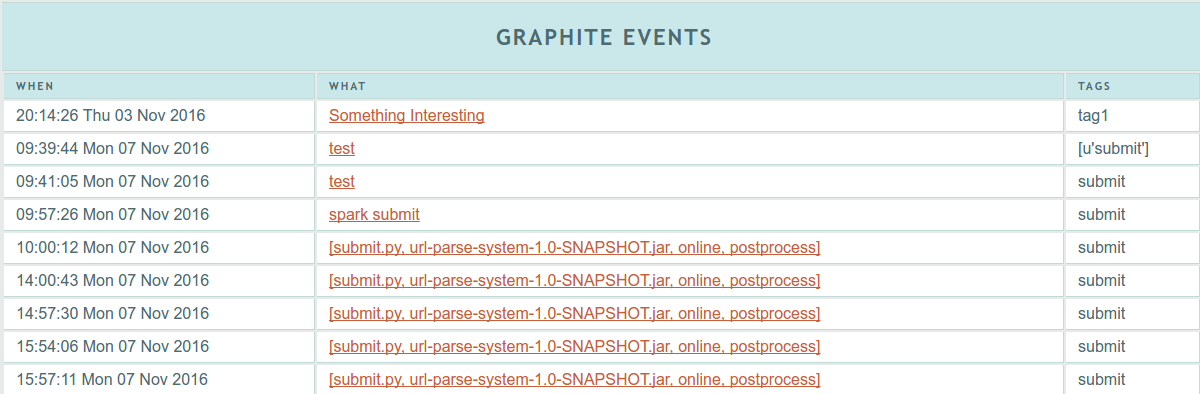 GRAPHITE EVENTS
WHEN WHAT TAGS
20:14:26 Thu 03 Nov 2016 Something Interesting tag1
09:39:44 Mon 07 Nov 2016 test [u'submit']
09:41:05 Mon 07 Nov 2016 test submit
09:57:26 Mon 07 Nov 2016 spark submit submit
10:00:12 Mon 07 Nov 2016 [submit.py, url-parse-system-1.0-SNAPSHOT.jar, online, postprocess] submit
14:00:43 Mon 07 Nov 2016 [submit.py, url-parse-system-1.0-SNAPSHOT.jar, online, postprocess] submit
14:57:30 Mon 07 Nov 2016 [submit.py, url-parse-system-1.0-SNAPSHOT.jar, online, postprocess] submit
15:54:06 Mon 07 Nov 2016 [submit.py, url-parse-system-1.0-SNAPSHOT.jar, online, postprocess] submit
15:57:11 Mon 07 Nov 2016 [submit.py, url-parse-system-1.0-SNAPSHOT.jar, online, postprocess] submit